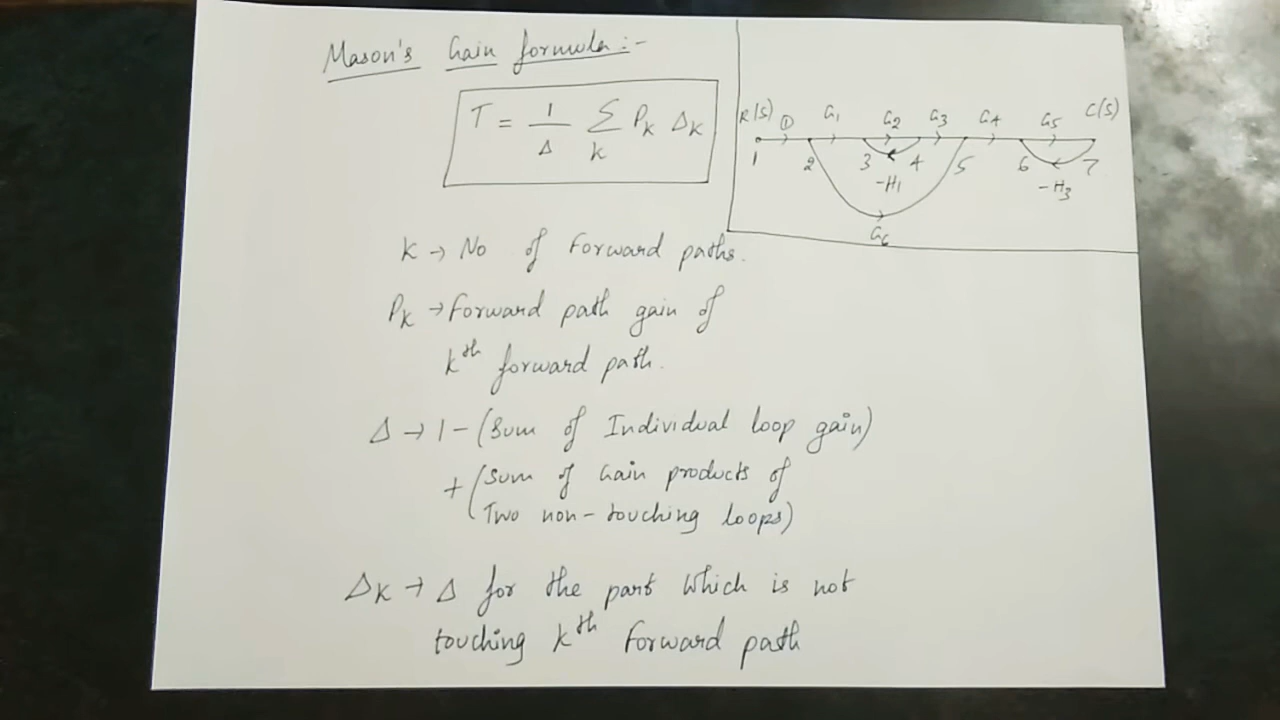 Mason's Gain formula :-
T = 1/Δ Σ_K P_K Δ_K
R(S) ① G1 G2 G3 G4 G5 C(S)
1 2 3 4 5 6 7
-H1 -H3
G6
K → No of Forward paths.
P_K → Forward path gain of
K^th forward path.
Δ → 1 - (Sum of Individual loop gain)
+ (Sum of Gain products of
Two non-touching loops)
ΔK → Δ for the part which is not
touching K^th Forward path